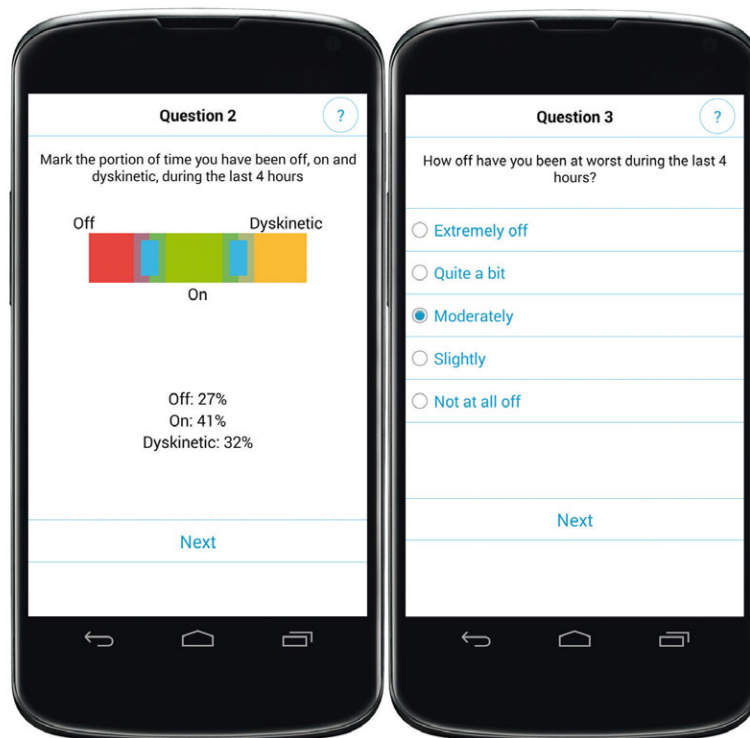 Question 2
?
Mark the portion of time you have been off, on and
dyskinetic, during the last 4 hours
Off
Dyskinetic
On
Off: 27%
On: 41%
Dyskinetic: 32%
Next
Question 3
?
How off have you been at worst during the last 4
hours?
Extremely off
Quite a bit
Moderately
Slightly
Not at all off
Next